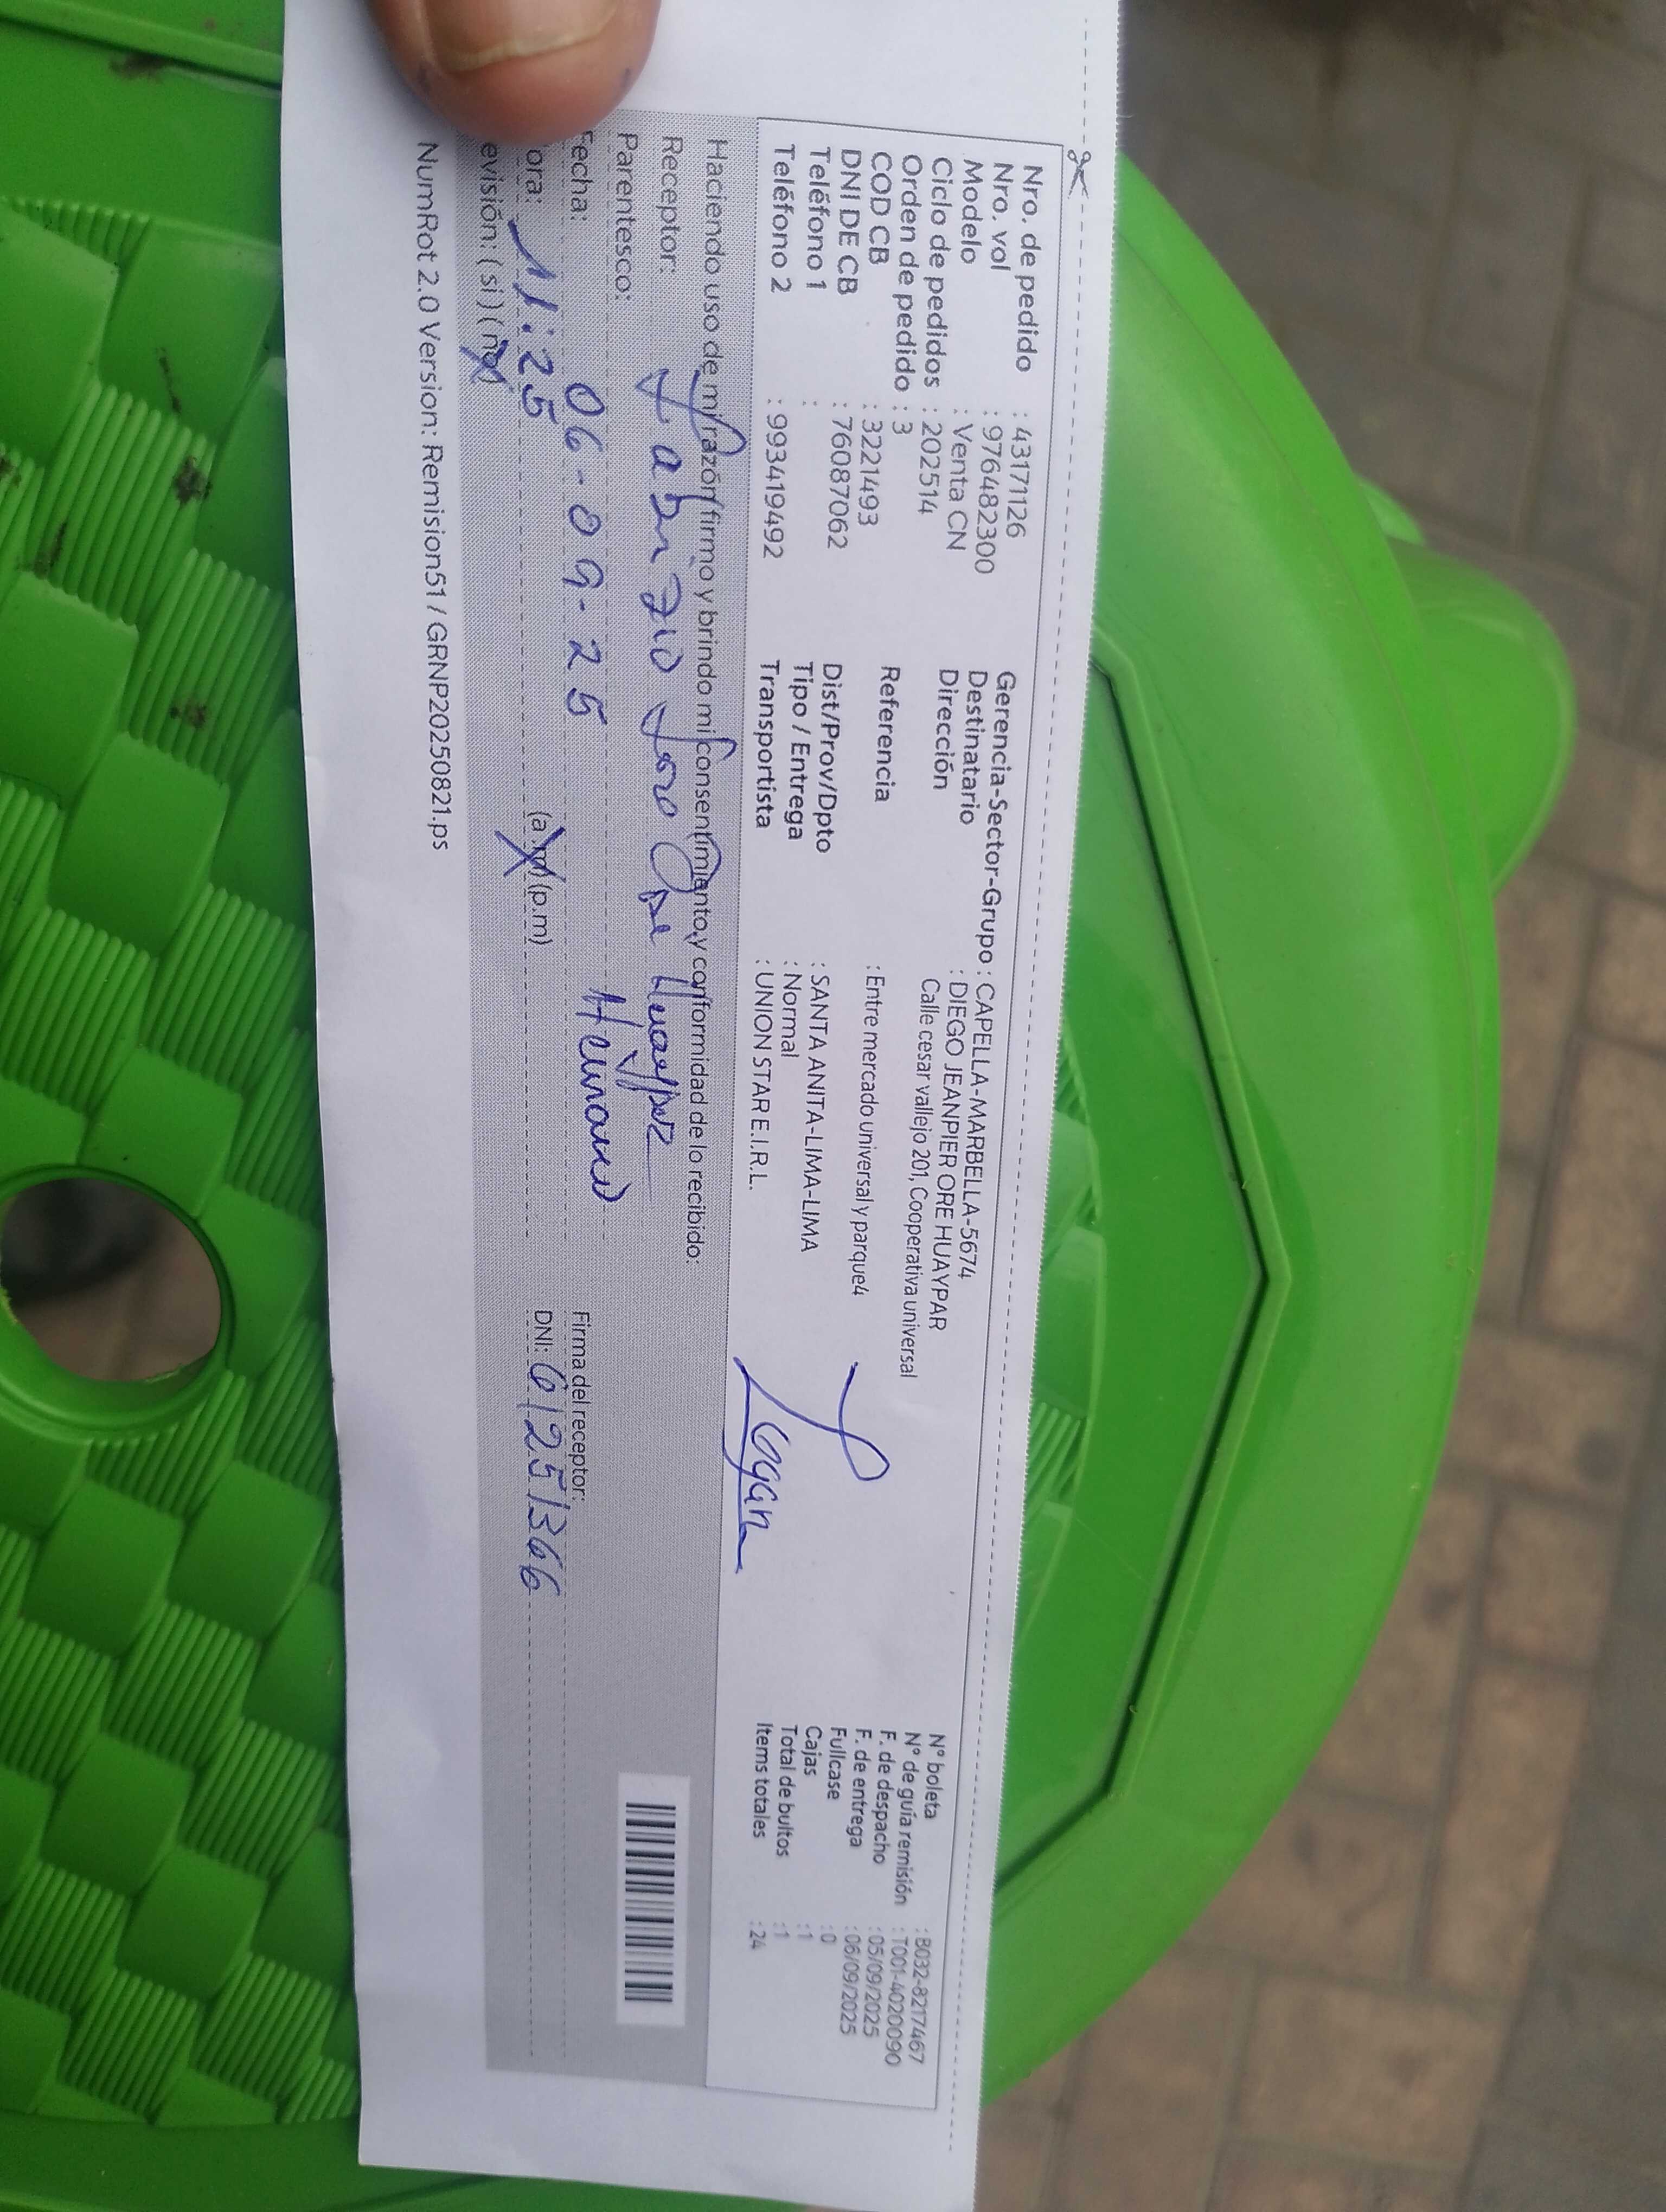 Nro. de pedido : 43171126
Nro. vol : 976482300
Modelo : Venta CN
Ciclo de pedidos : 202514
Orden de pedido : 3
COD CB : 3221493
DNI DE CB : 76087062
Teléfono 1 :
Teléfono 2 : 993419492
Gerencia-Sector-Grupo : CAPELLA-MARBELLA-5674
Destinatario : DIEGO JEANPIER ORE HUAYPAR
Dirección Calle cesar vallejo 201, Cooperativa universal
Referencia : Entre mercado universal y parque4
Dist/Prov/Dpto : SANTA ANITA-LIMA-LIMA
Tipo / Entrega : Normal
Transportista : UNION STAR E.I.R.L.
Logan
N° boleta : B032-8217467
N° de guía remisión : T001-4020090
F. de despacho : 05/09/2025
F. de entrega : 06/09/2025
Fullcase : 0
Cajas : 1
Total de bultos : 1
Items totales : 24
Haciendo uso de mi razón firmo y brindo mi consentimiento y conformidad de lo recibido:
Receptor: Fabrizio Ore Huaypar
Parentesco: Hermano
Fecha: 06-09-25
ora: 11:25 (a.m) (p.m)
evisión: ( si ) ( no )
Firma del receptor:
DNI: 61251366
NumRot 2.0 Version: Remision51 / GRNP20250821.ps